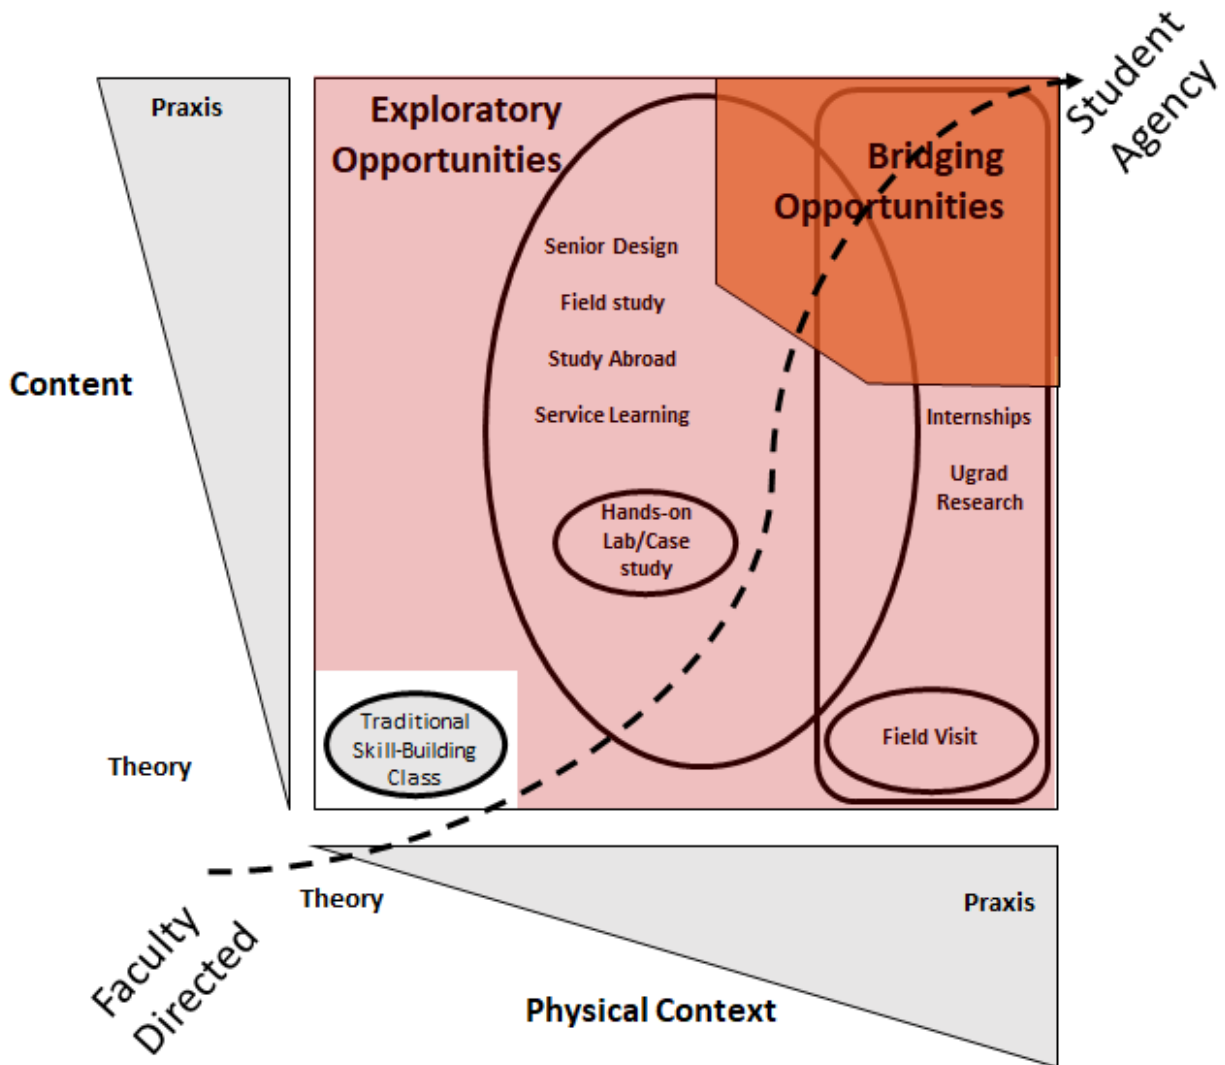 Praxis
Exploratory
Opportunities
Student
Agency
Bridging
Opportunities
Senior Design
Field study
Study Abroad
Service Learning
Content
Internships
Ugrad
Research
Hands-on
Lab/Case
study
Traditional
Skill-Building
Class
Field Visit
Theory
Theory
Praxis
Faculty
Directed
Physical Context